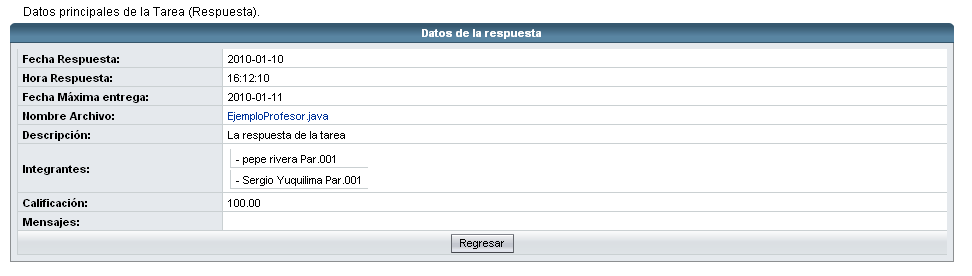 Datos principales de la Tarea (Respuesta).
Datos de la respuesta
Fecha Respuesta: 2010-01-10
Hora Respuesta: 16:12:10
Fecha Máxima entrega: 2010-01-11
Nombre Archivo: EjemploProfesor.java
Descripción: La respuesta de la tarea
Integrantes:
- pepe rivera Par.001
- Sergio Yuquilima Par.001
Calificación: 100.00
Mensajes:
Regresar